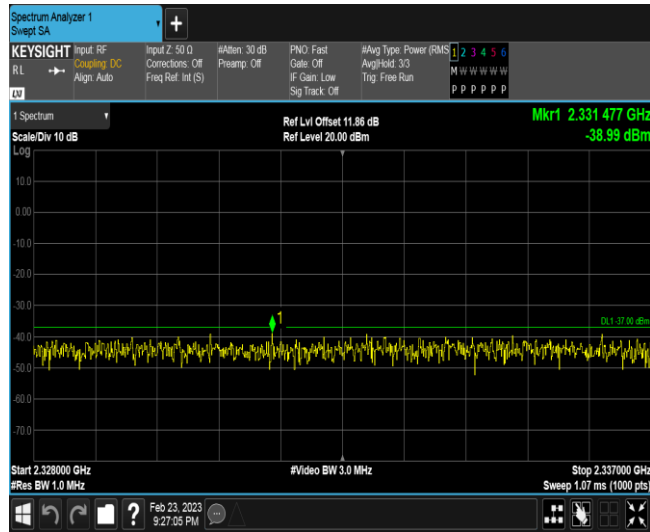 Spectrum Analyzer 1
Swept SA
+
KEYSIGHT
RL
LXI
Input: RF
Coupling: DC
Align: Auto
Input Z: 50 Ω
Corrections: Off
Freq Ref: Int (S)
#Atten: 30 dB
Preamp: Off
PNO: Fast
Gate: Off
IF Gain: Low
Sig Track: Off
#Avg Type: Power (RMS
Avg|Hold: 3/3
Trig: Free Run
1 2 3 4 5 6
M W W W W W
P P P P P P
1 Spectrum
Scale/Div 10 dB
Log
Ref Lvl Offset 11.86 dB
Ref Level 20.00 dBm
Mkr1 2.331 477 GHz
-38.99 dBm
10.0
0.00
-10.0
-20.0
-30.0
-40.0
-50.0
-60.0
-70.0
1
DL1 -37.00 dBm
Start 2.328000 GHz
#Res BW 1.0 MHz
#Video BW 3.0 MHz
Stop 2.337000 GHz
Sweep 1.07 ms (1000 pts)
?
Feb 23, 2023
9:27:05 PM